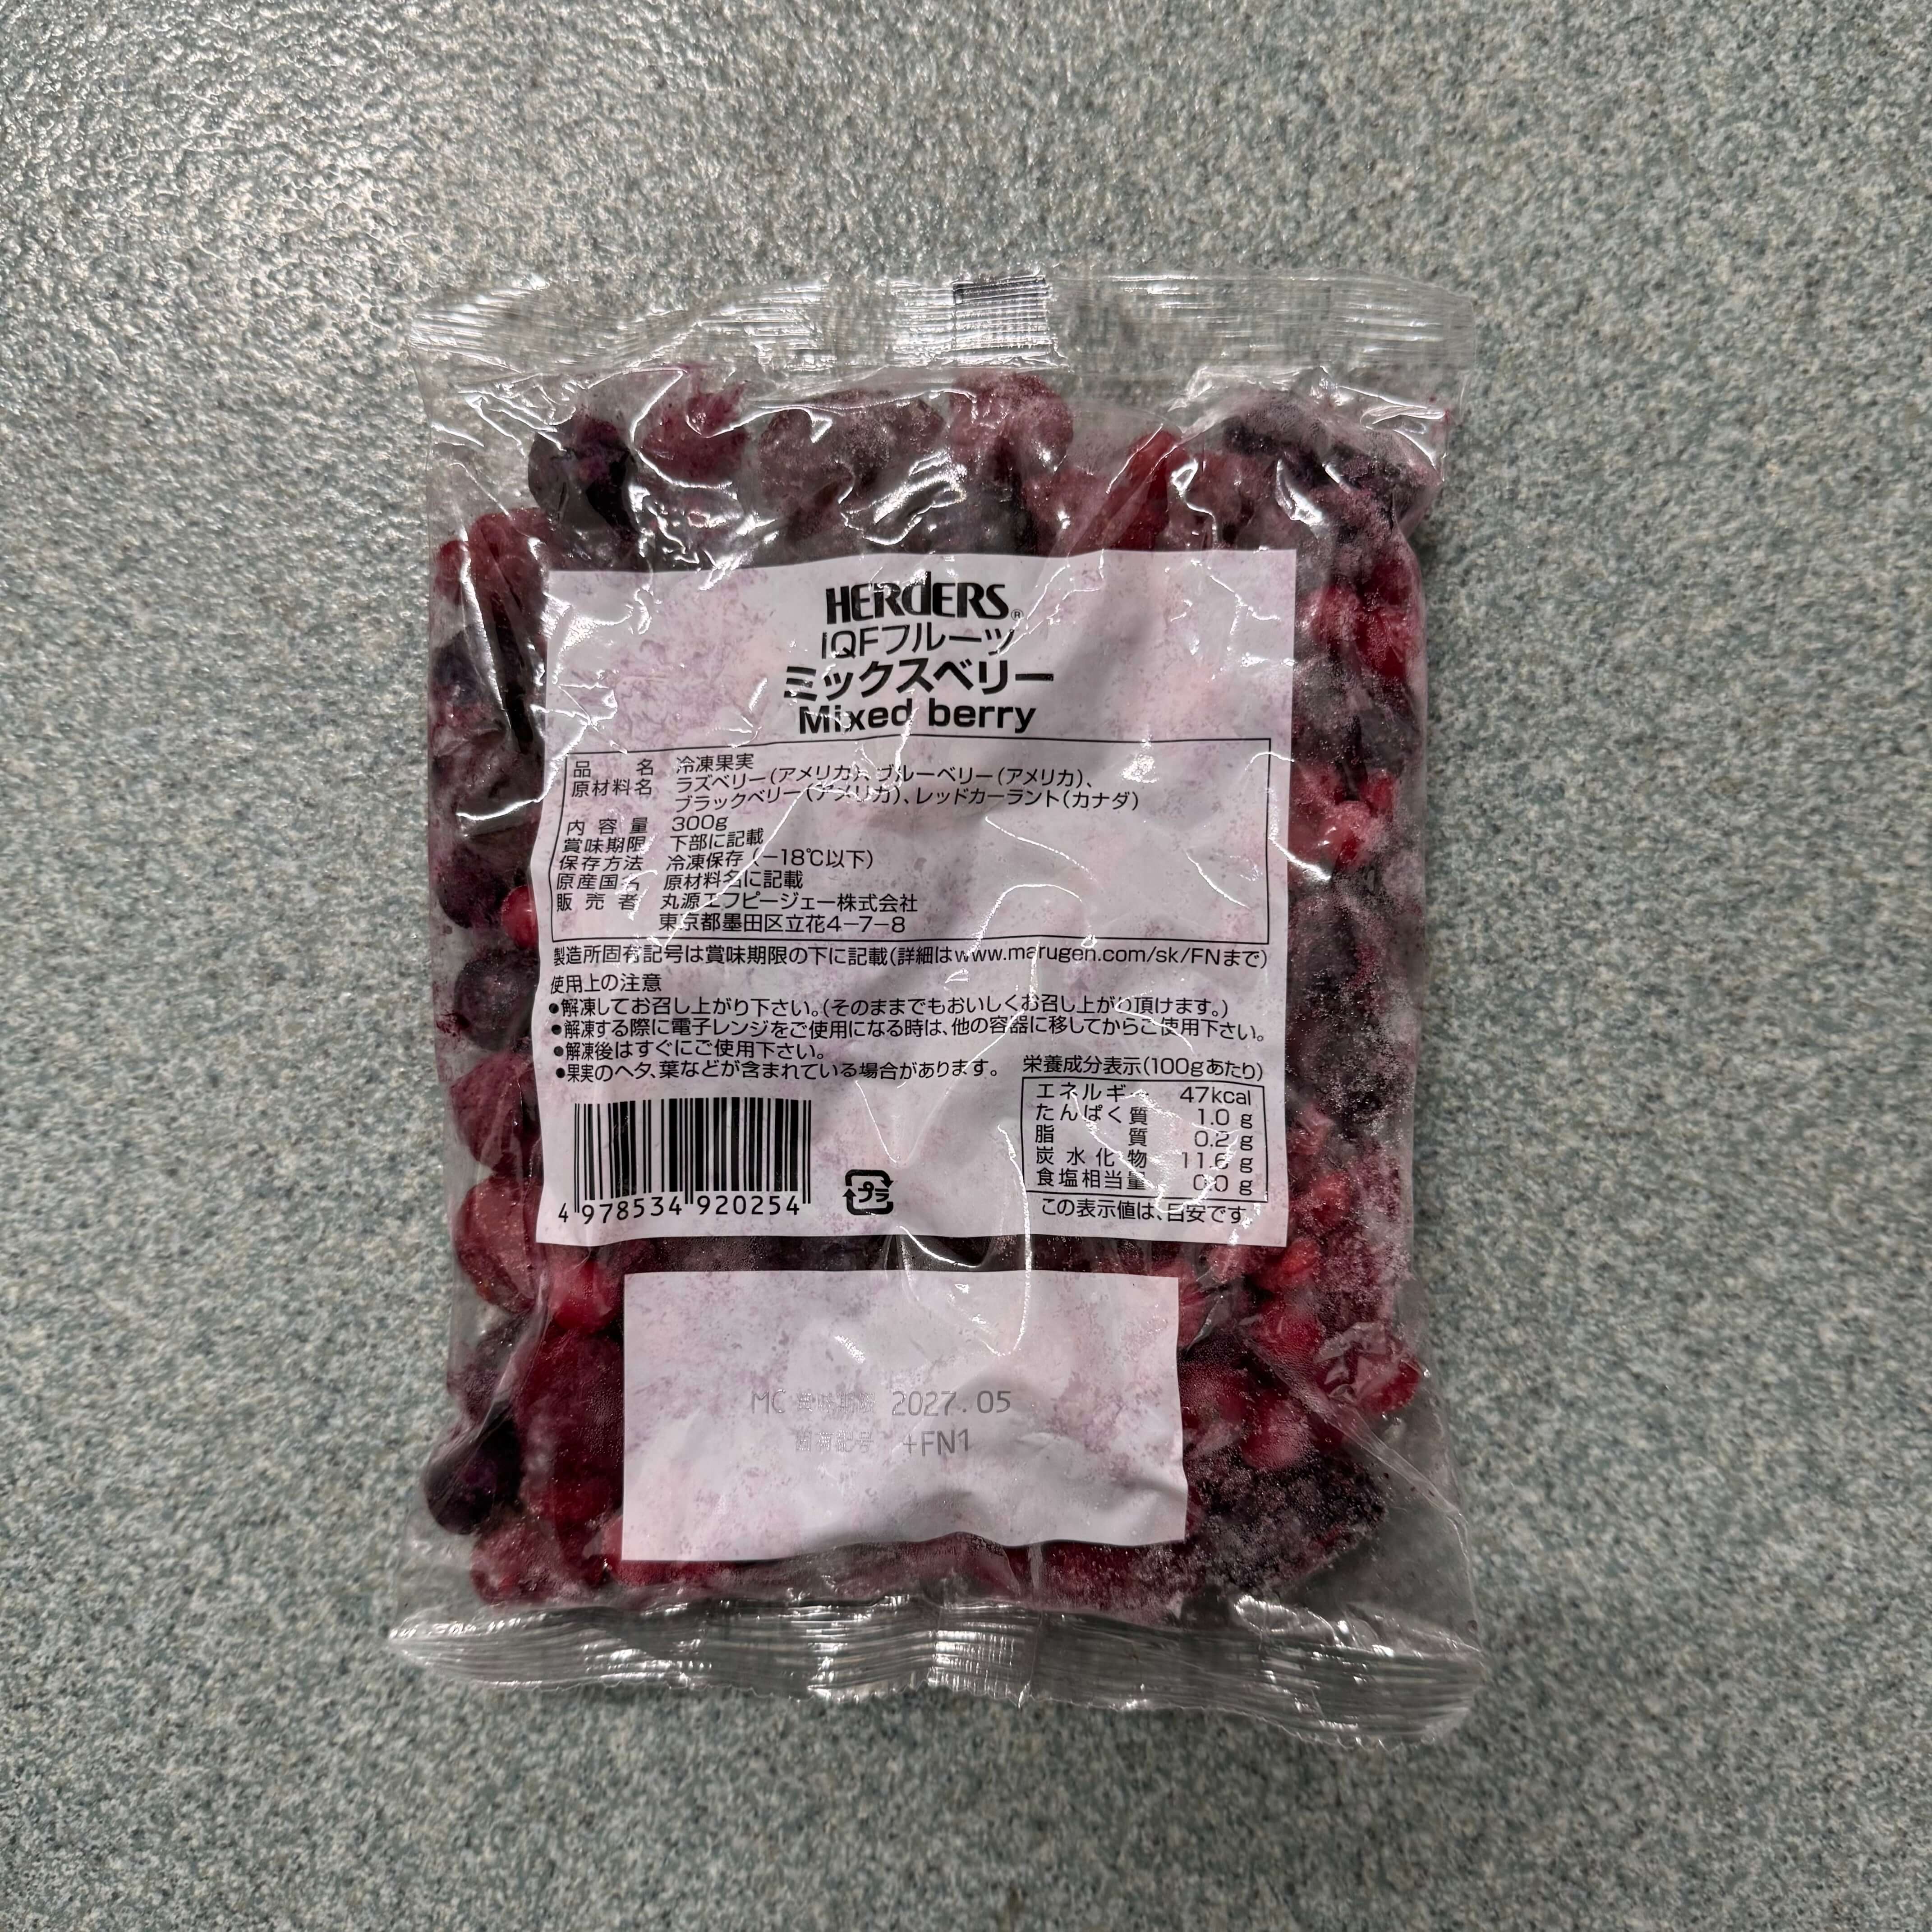 HERDERS®
IQFフルーツ
ミックスベリー
Mixed berry
品名 冷凍果実
原材料名 ラズベリー(アメリカ)、ブルーベリー(アメリカ)、
ブラックベリー(アメリカ)、レッドカーラント(カナダ)
内容量 300g
賞味期限 下部に記載
保存方法 冷凍保存(-18℃以下)
原産国名 原材料名に記載
販売者 丸源エフピージェー株式会社
東京都墨田区立花4-7-8
製造所固有記号は賞味期限の下に記載(詳細はwww.marugen.com/sk/FNまで)
使用上の注意
●解凍してお召し上がり下さい。(そのままでもおいしくお召し上がり頂けます。)
●解凍する際に電子レンジをご使用になる時は、他の容器に移してからご使用下さい。
●解凍後はすぐにご使用下さい。
●果実のヘタ、葉などが含まれている場合があります。
栄養成分表示(100gあたり)
エネルギー 47kcal
たんぱく質 1.0 g
脂質 0.2 g
炭水化物 11.6 g
食塩相当量 0.0 g
この表示値は、目安です
4 978534 920254
プラ
MC 賞味期限 2027.05
固有記号 +FN1